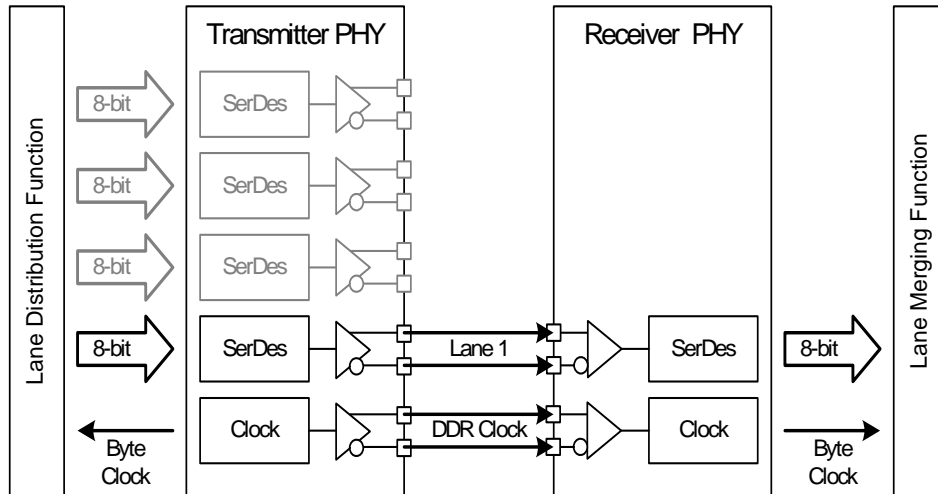 Lane Distribution Function
Transmitter PHY
Receiver PHY
Lane Merging Function
8-bit
SerDes
8-bit
SerDes
8-bit
SerDes
8-bit
SerDes
Lane 1
SerDes
8-bit
Clock
DDR Clock
Clock
Byte
Clock
Byte
Clock